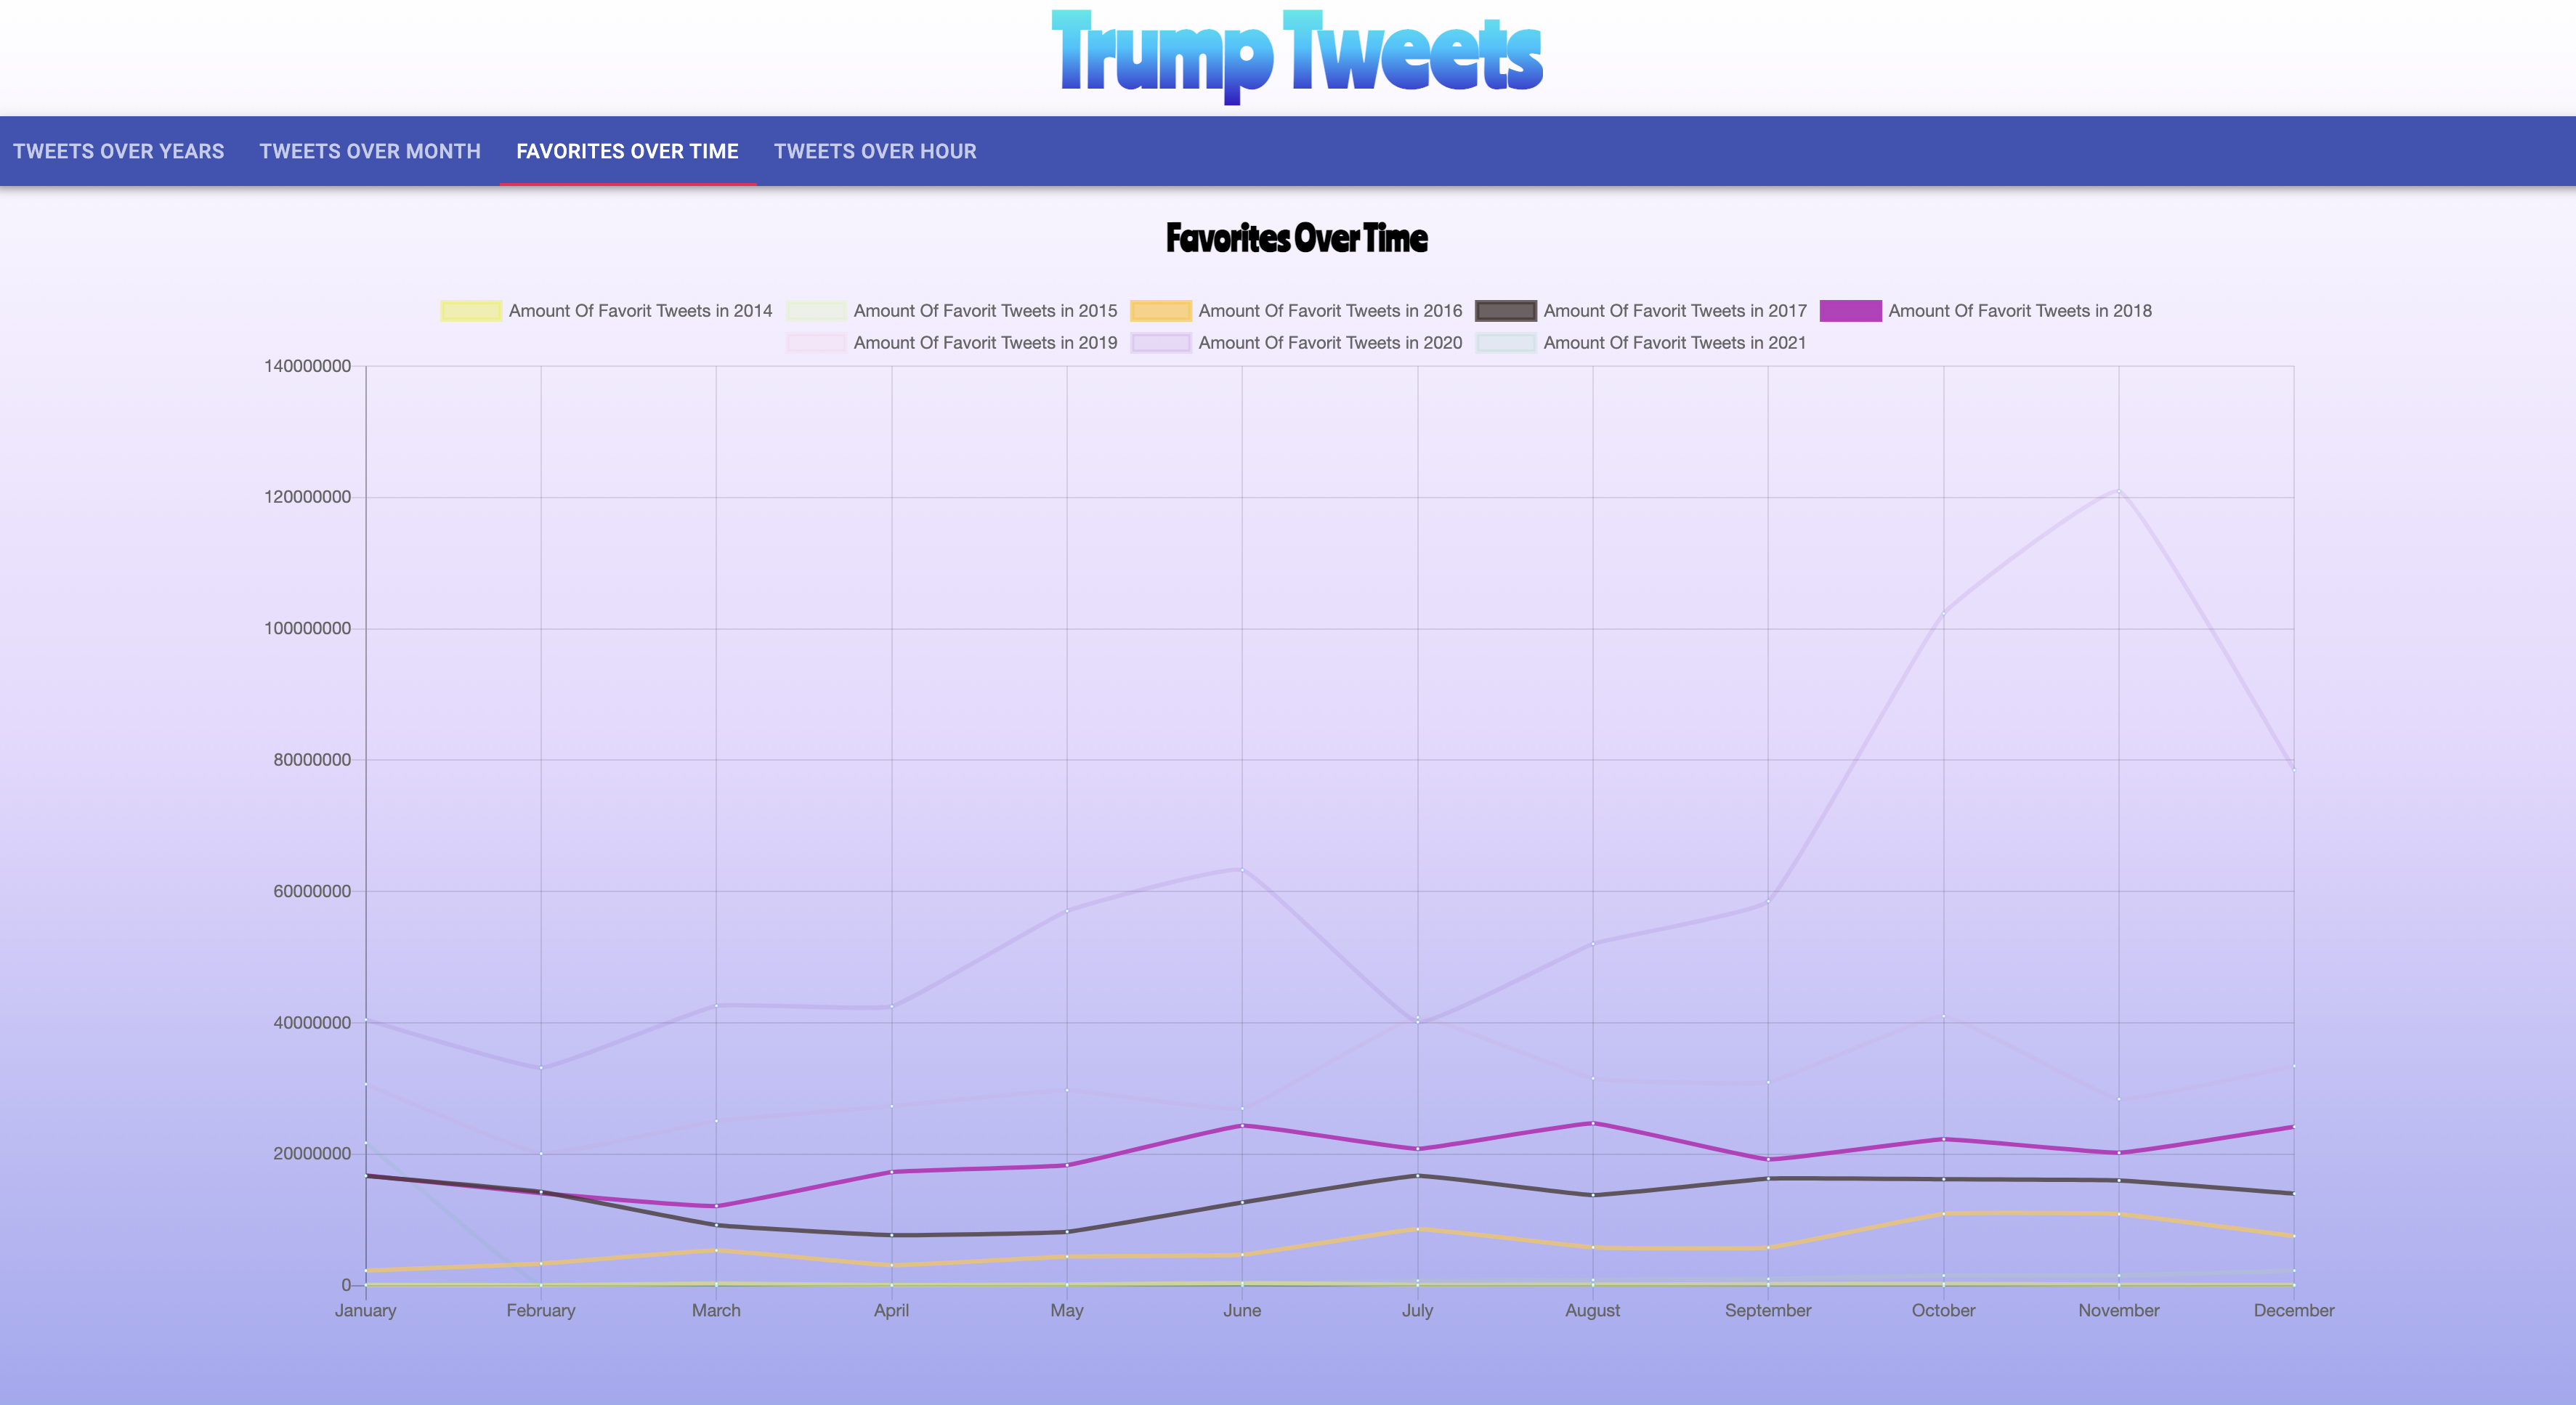 Trump Tweets
TWEETS OVER YEARS TWEETS OVER MONTH FAVORITES OVER TIME TWEETS OVER HOUR
Favorites Over Time
Amount Of Favorit Tweets in 2014 Amount Of Favorit Tweets in 2015 Amount Of Favorit Tweets in 2016 Amount Of Favorit Tweets in 2017 Amount Of Favorit Tweets in 2018
Amount Of Favorit Tweets in 2019 Amount Of Favorit Tweets in 2020 Amount Of Favorit Tweets in 2021
140000000
120000000
100000000
80000000
60000000
40000000
20000000
0
January February March April May June July August September October November December